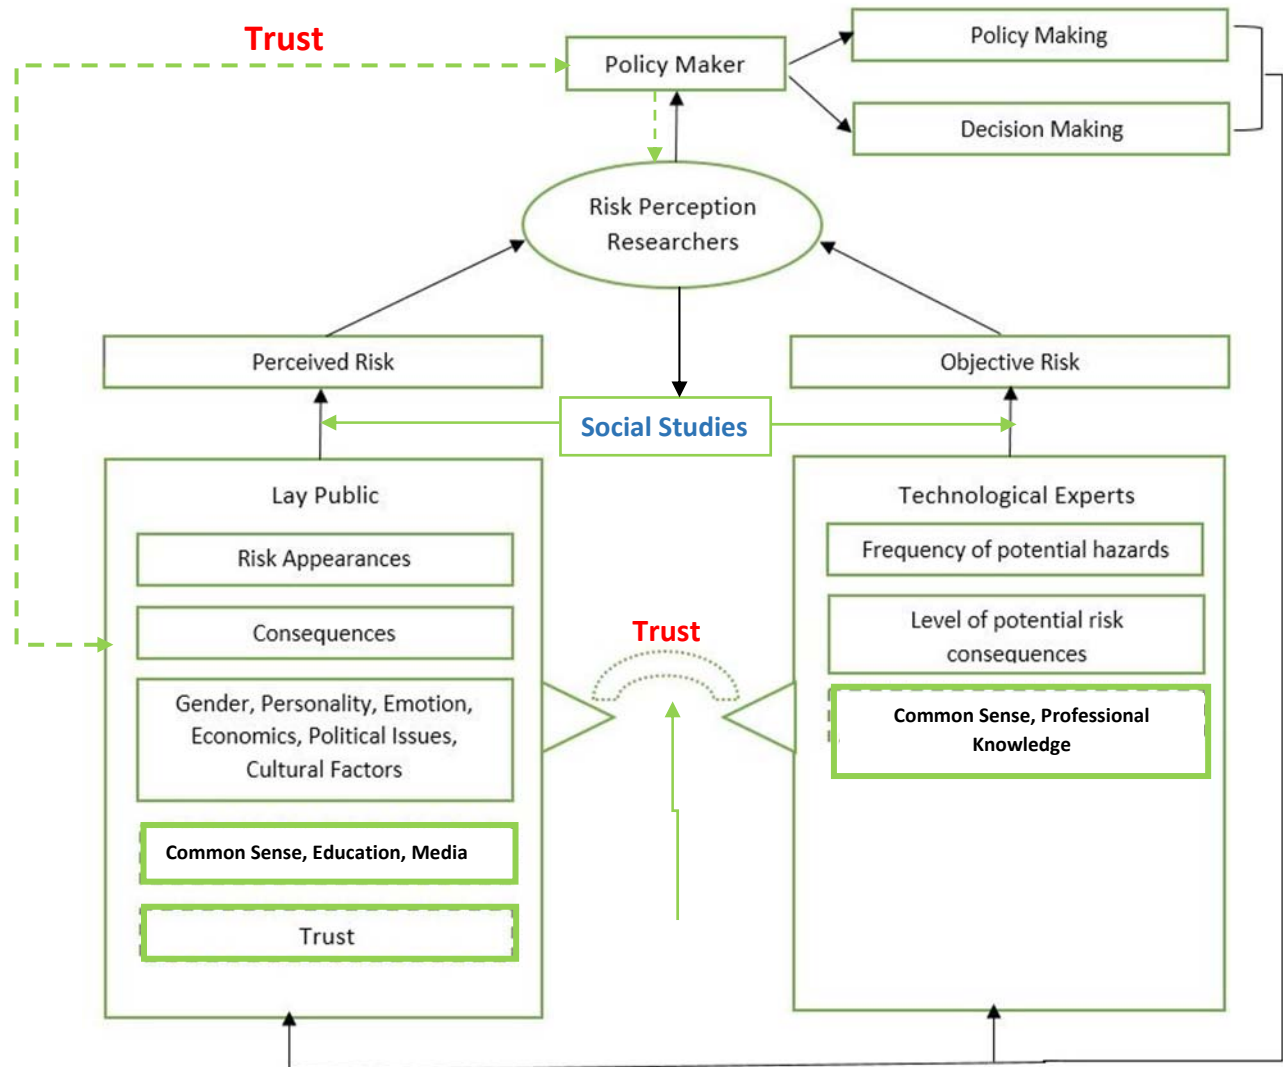 Trust
Policy Maker
Policy Making
Decision Making
Risk Perception
Researchers
Perceived Risk
Objective Risk
Social Studies
Lay Public
Risk Appearances
Consequences
Gender, Personality, Emotion,
Economics, Political Issues,
Cultural Factors
Common Sense, Education, Media
Trust
Trust
Technological Experts
Frequency of potential hazards
Level of potential risk
consequences
Common Sense, Professional
Knowledge